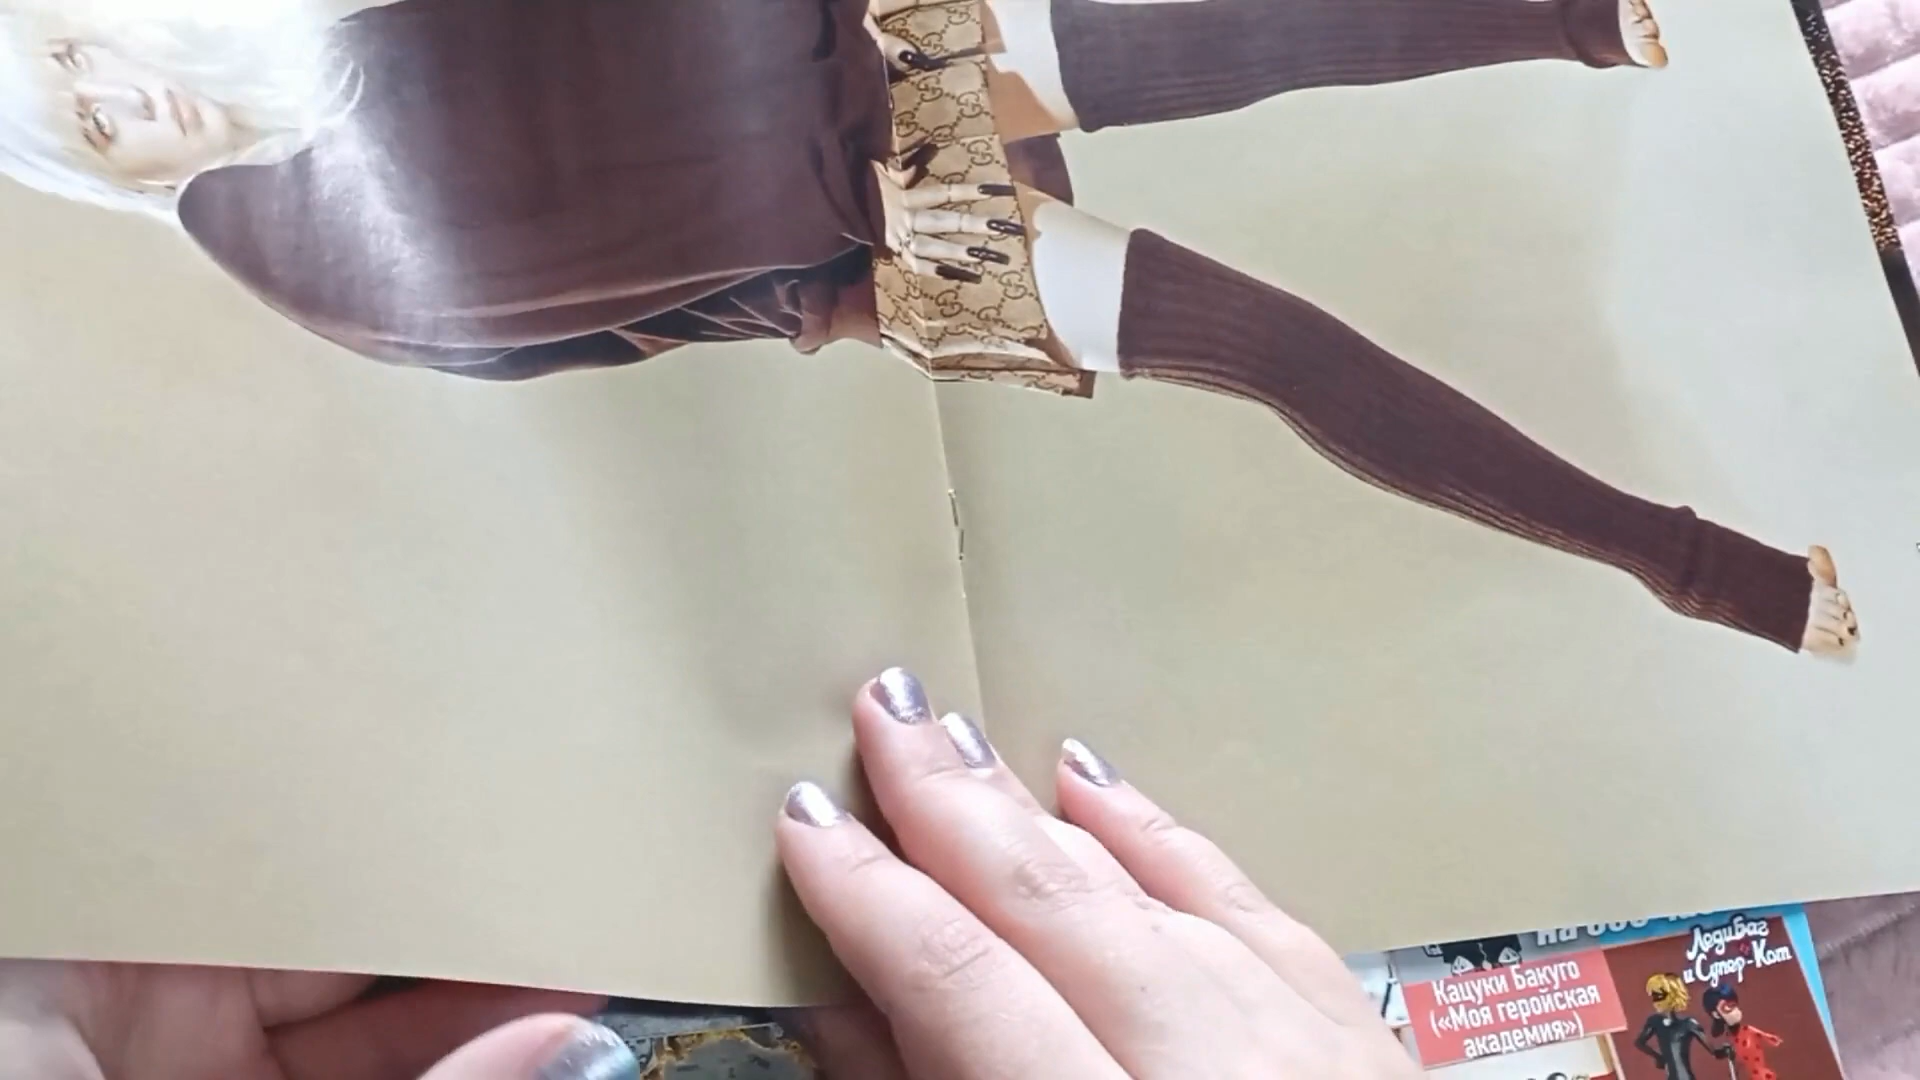 Кацуки Бакуго
(«Моя геройская
академия»)
Ледибаг
и Супер-Кот